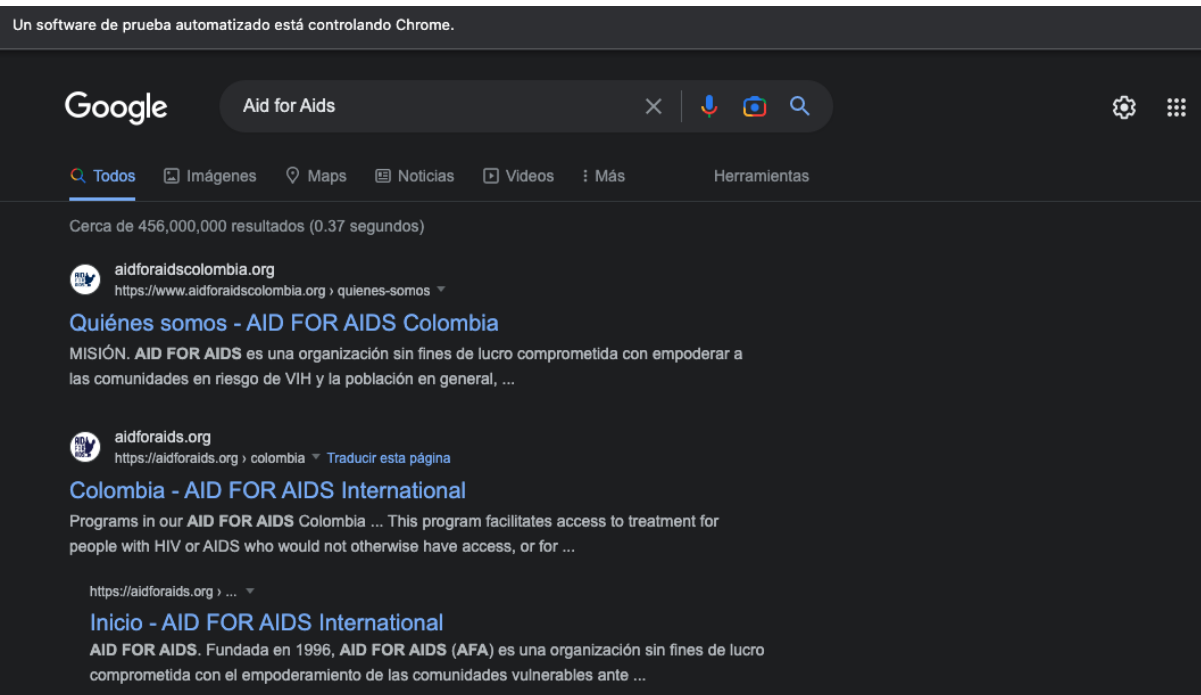 Un software de prueba automatizado está controlando Chrome.
Google
Aid for Aids
Todos Imágenes Maps Noticias Videos Más Herramientas
Cerca de 456,000,000 resultados (0.37 segundos)
aidforaidscolombia.org
https://www.aidforaidscolombia.org › quienes-somos
Quiénes somos - AID FOR AIDS Colombia
MISIÓN. AID FOR AIDS es una organización sin fines de lucro comprometida con empoderar a
las comunidades en riesgo de VIH y la población en general, ...
aidforaids.org
https://aidforaids.org › colombia Traducir esta página
Colombia - AID FOR AIDS International
Programs in our AID FOR AIDS Colombia ... This program facilitates access to treatment for
people with HIV or AIDS who would not otherwise have access, or for ...
https://aidforaids.org › ...
Inicio - AID FOR AIDS International
AID FOR AIDS. Fundada en 1996, AID FOR AIDS (AFA) es una organización sin fines de lucro
comprometida con el empoderamiento de las comunidades vulnerables ante ...